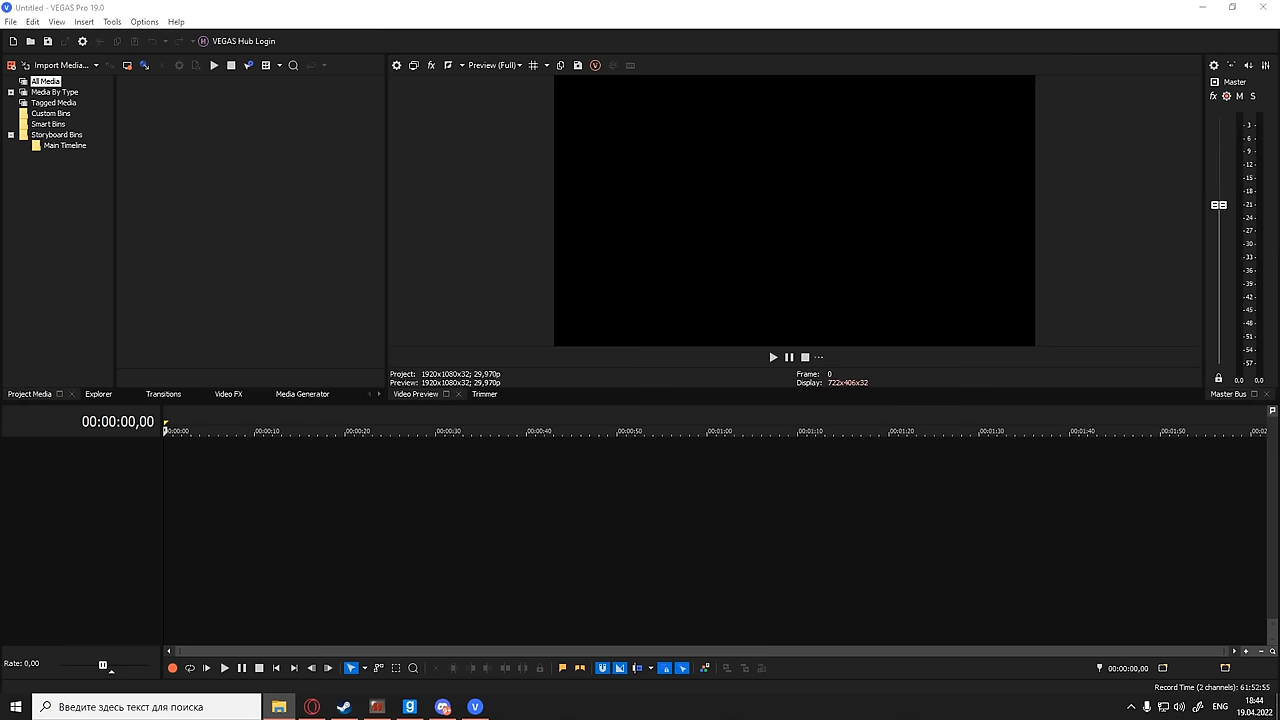 Untitled - VEGAS Pro 19.0
File Edit View Insert Tools Options Help
VEGAS Hub Login
Import Media...
Preview (Full)
All Media
Media By Type
Tagged Media
Custom Bins
Smart Bins
Storyboard Bins
Main Timeline
Master
fx M S
-3 -
-6 -
-9 -
-12-
-15-
-18-
-21-
-24-
-27-
-30-
-33-
-36-
-39-
-42-
-45-
-48-
-51-
-57-
0.0 0.0
Project: 1920x1080x32; 29,970p
Preview: 1920x1080x32; 29,970p
Frame: 0
Display: 722x406x32
Project Media Explorer Transitions Video FX Media Generator
Video Preview Trimmer
Master Bus
00:00:00,00
00:00:10 00:00:20 00:00:30 00:00:40 00:00:50 00:01:00 00:01:10 00:01:20 00:01:30 00:01:40 00:01:50
Rate: 0,00
00:00:00,00
Record Time (2 channels): 61:52:55
Введите здесь текст для поиска
ENG
18:44
19.04.2022